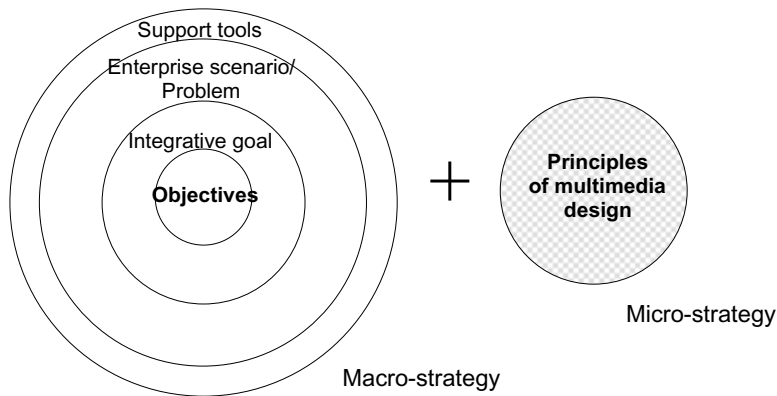 Support tools
Enterprise scenario/
Problem
Integrative goal
Objectives
+
Principles
of multimedia
design
Micro-strategy
Macro-strategy